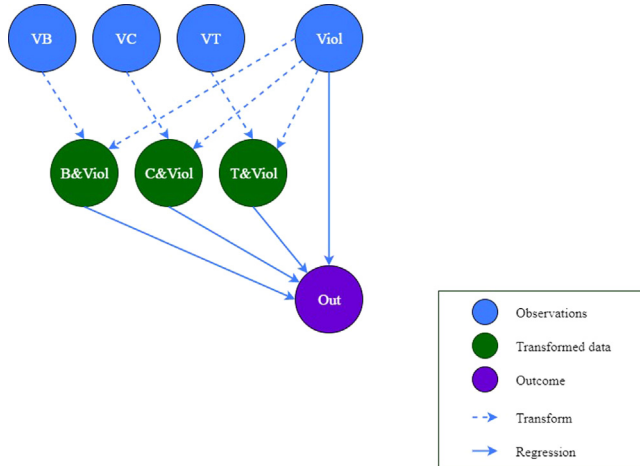 VB
VC
VT
Viol
B&Viol
C&Viol
T&Viol
Out
Observations
Transformed data
Outcome
Transform
Regression